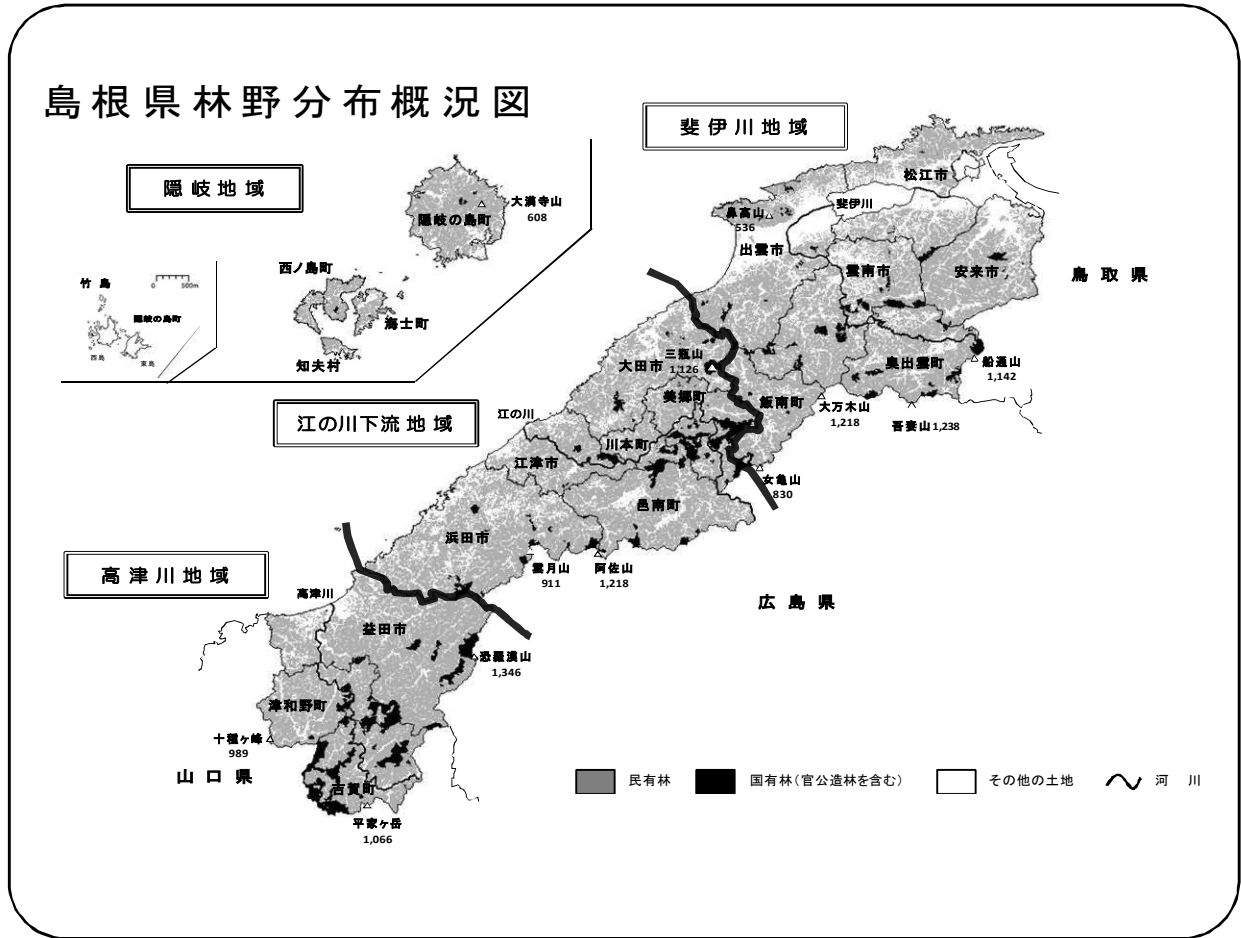 島根県林野分布概況図
斐伊川地域
隠岐地域
松江市
大満寺山
608
隠岐の島町
鼻高山
536
斐伊川
出雲市
雲南市
安来市
鳥取県
西ノ島町
海士町
知夫村
竹島
0 500m
隠岐の島町
西島
東島
三瓶山
1,126
大田市
美郷町
飯南町
奥出雲町
船通山
1,142
大万木山
1,218
吾妻山 1,238
江の川下流地域
江の川
川本町
江津市
女亀山
830
邑南町
浜田市
雲月山
911
阿佐山
1,218
広島県
高津川地域
高津川
益田市
恐羅漢山
1,346
津和野町
十種ヶ峰
989
山口県
吉賀町
平家ヶ岳
1,066
民有林
国有林(官公造林を含む)
その他の土地
河川